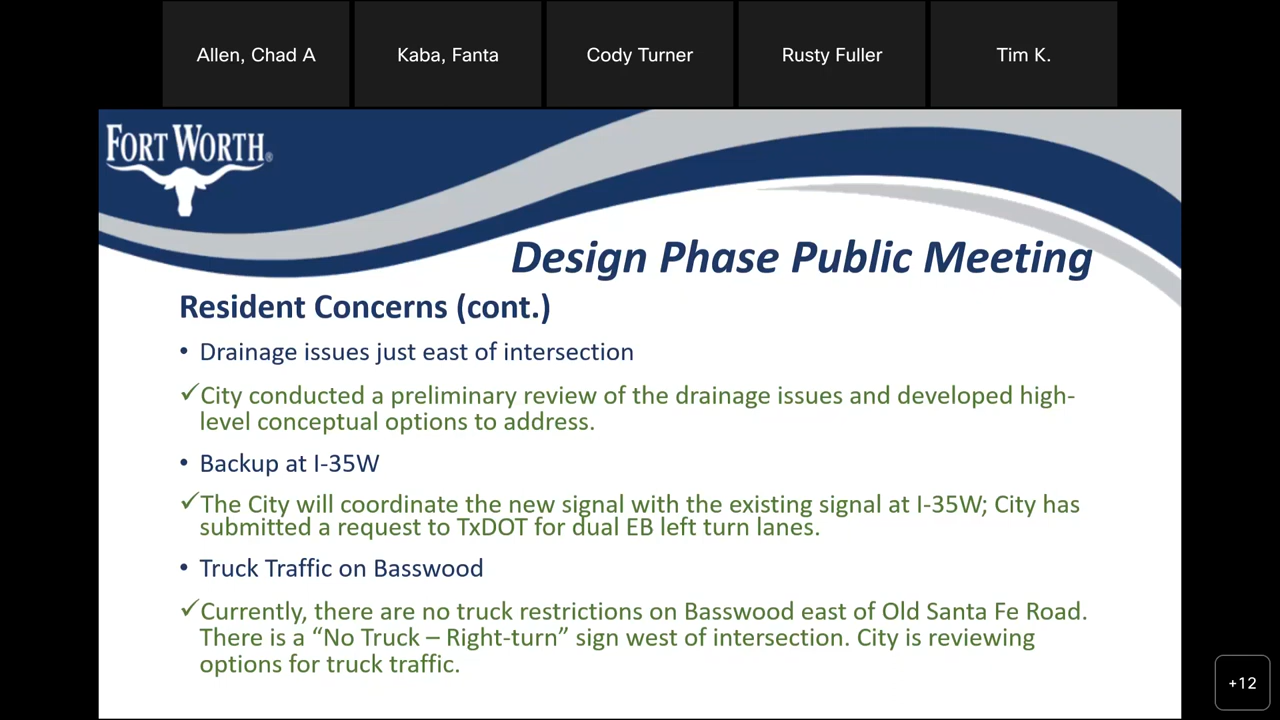 Allen, Chad A
Kaba, Fanta
Cody Turner
Rusty Fuller
Tim K.
FORT WORTH®
Design Phase Public Meeting
Resident Concerns (cont.)
• Drainage issues just east of intersection
✓City conducted a preliminary review of the drainage issues and developed high-
level conceptual options to address.
• Backup at I-35W
✓The City will coordinate the new signal with the existing signal at I-35W; City has
submitted a request to TxDOT for dual EB left turn lanes.
• Truck Traffic on Basswood
✓Currently, there are no truck restrictions on Basswood east of Old Santa Fe Road.
There is a “No Truck – Right-turn” sign west of intersection. City is reviewing
options for truck traffic.
+12